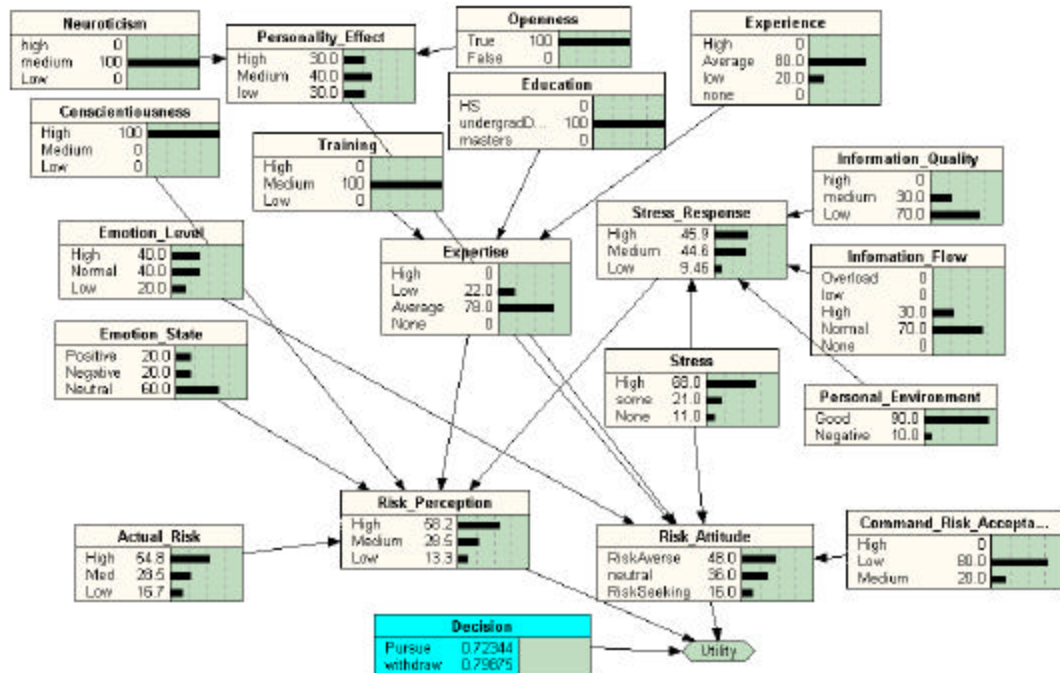 Neuroticism
high 0
medium 100
Low 0
Personality_Effect
High 30.0
Medium 40.0
low 30.0
Openness
True 100
False 0
Experience
High 0
Average 80.0
low 20.0
none 0
Conscientiousness
High 100
Medium 0
Low 0
Education
HS 0
undergradD... 100
masters 0
Training
High 0
Medium 100
Low 0
Information_Quality
high 0
medium 30.0
Low 70.0
Stress_Response
High 45.9
Medium 44.6
Low 9.46
Emotion_Level
High 40.0
Normal 40.0
Low 20.0
Expertise
High 0
Low 22.0
Average 78.0
None 0
Infomation_Flow
Overload 0
low 0
High 30.0
Normal 70.0
None 0
Emotion_State
Positive 20.0
Negative 20.0
Neutral 60.0
Stress
High 68.0
some 21.0
None 11.0
Personal_Environment
Good 90.0
Negative 10.0
Risk_Perception
High 58.2
Medium 28.5
Low 13.3
Actual_Risk
High 54.8
Med 28.5
Low 16.7
Risk_Attitude
RiskAverse 48.0
neutral 36.0
RiskSeeking 16.0
Command_Risk_Accepta...
High 0
Low 80.0
Medium 20.0
Decision
Pursue 0.72344
withdraw 0.79875
Utility